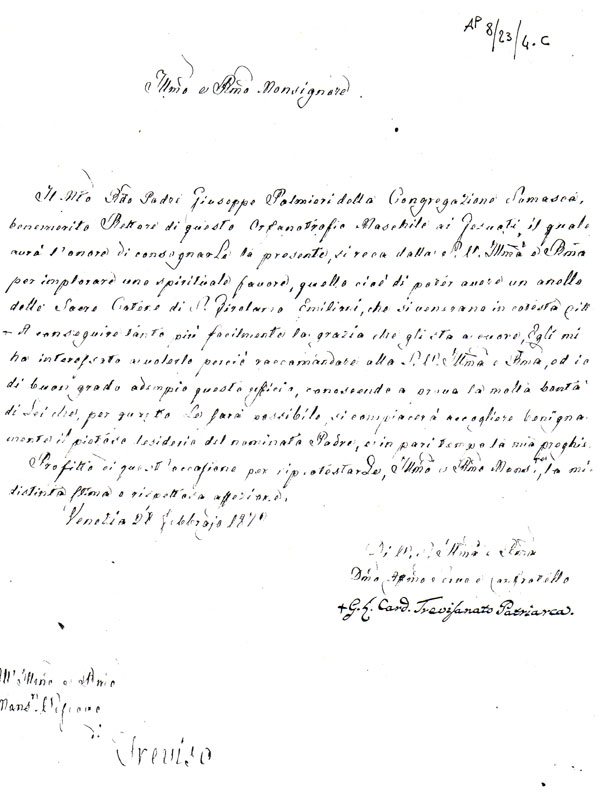 AP 8/23/4.C
Illmo e Rmo Monsignore
Il Mto Rdo Padre Giuseppe Palmieri della Congregazione Somasca,
benemerito Rettore di questo Orfanotrofio Maschile ai Gesuati, il quale
avrà l'onore di consegnarLe la presente, si reca dalla S. V. Illma e Rma
per implorare uno spirituale favore, quello cioè di poter avere un anello
delle Sacre Catene di S. Girolamo Emiliani, che si venerano in cotesta città
A conseguire tanto più facilmente la grazia che gli sta a cuore, Egli mi
ha interessato a volerlo perciò raccomandare alla S. V. Illma e Rma, ed io
di buon grado adempio questo ufficio, conoscendo a prova la molta bontà
di Lei che, per quanto Le sarà possibile, si compiacerà accogliere benigna
mente il pietoso desiderio del nominato Padre, e in pari tempo la mia preghie
Profitto di quest'occasione per riprotestarLe, Illmo e Rmo Monsre, la mi
distinta stima e rispettosa affezione.
Venezia 28 Febbrajo 187
Di V. S. Illma e Rma
Dmo e confratello
+ G. L. Card. Trevisanato Patriarca.
All' Illmo e Rmo
Monsr Vescovo
di
Treviso